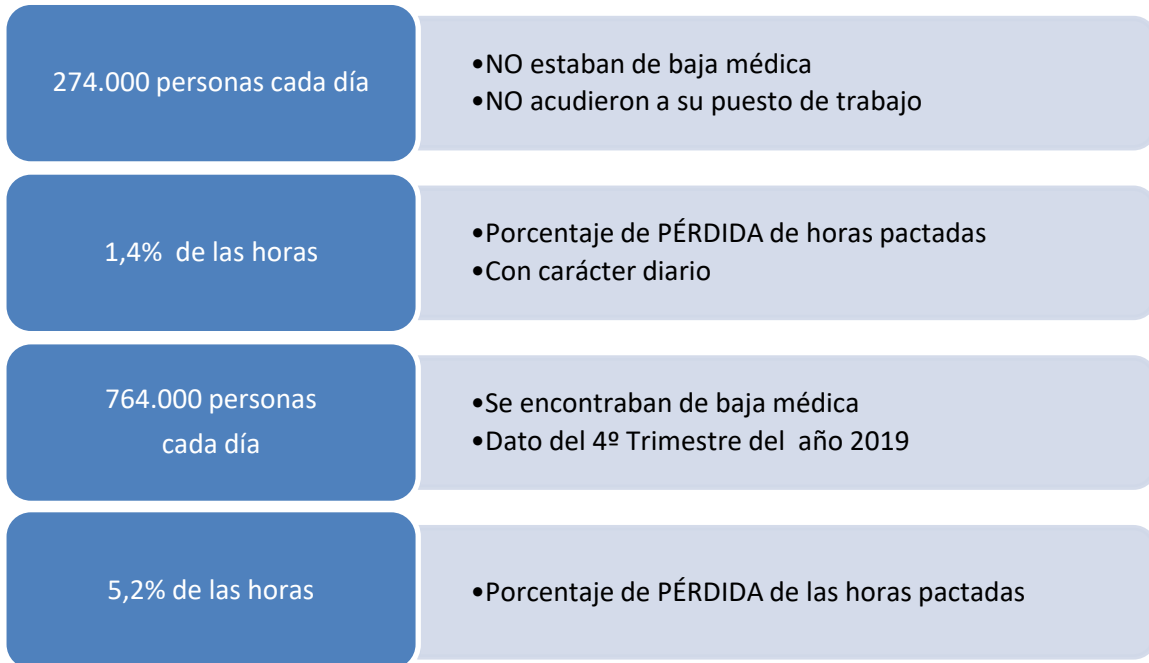 274.000 personas cada día
•NO estaban de baja médica
•NO acudieron a su puesto de trabajo
1,4% de las horas
•Porcentaje de PÉRDIDA de horas pactadas
•Con carácter diario
764.000 personas
cada día
•Se encontraban de baja médica
•Dato del 4º Trimestre del año 2019
5,2% de las horas
•Porcentaje de PÉRDIDA de las horas pactadas